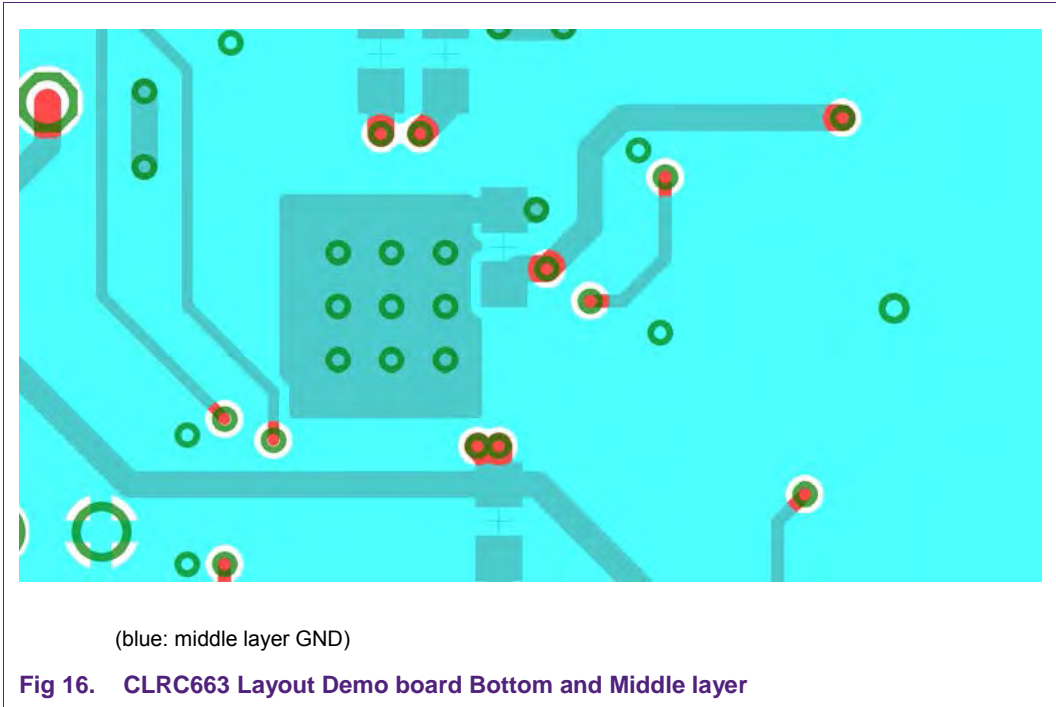 (blue: middle layer GND)
Fig 16. CLRC663 Layout Demo board Bottom and Middle layer